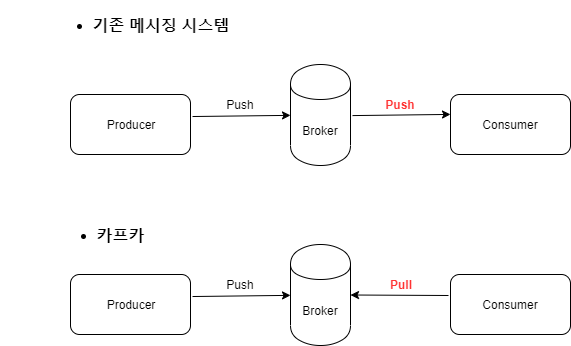 • 기존 메시징 시스템
Push
Push
Producer
Broker
Consumer
• 카프카
Push
Pull
Producer
Broker
Consumer